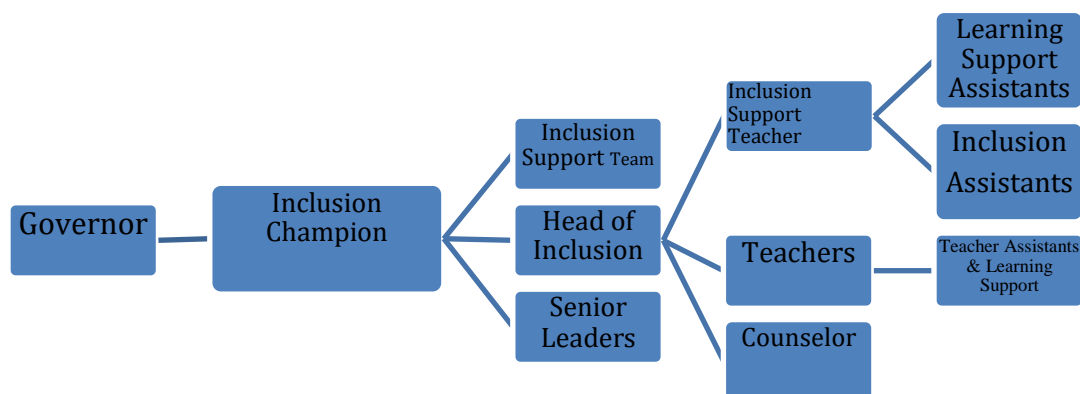 Governor
Inclusion
Champion
Inclusion
Support Team
Head of
Inclusion
Senior
Leaders
Inclusion
Support
Teacher
Teachers
Counselor
Learning
Support
Assistants
Inclusion
Assistants
Teacher Assistants
& Learning
Support